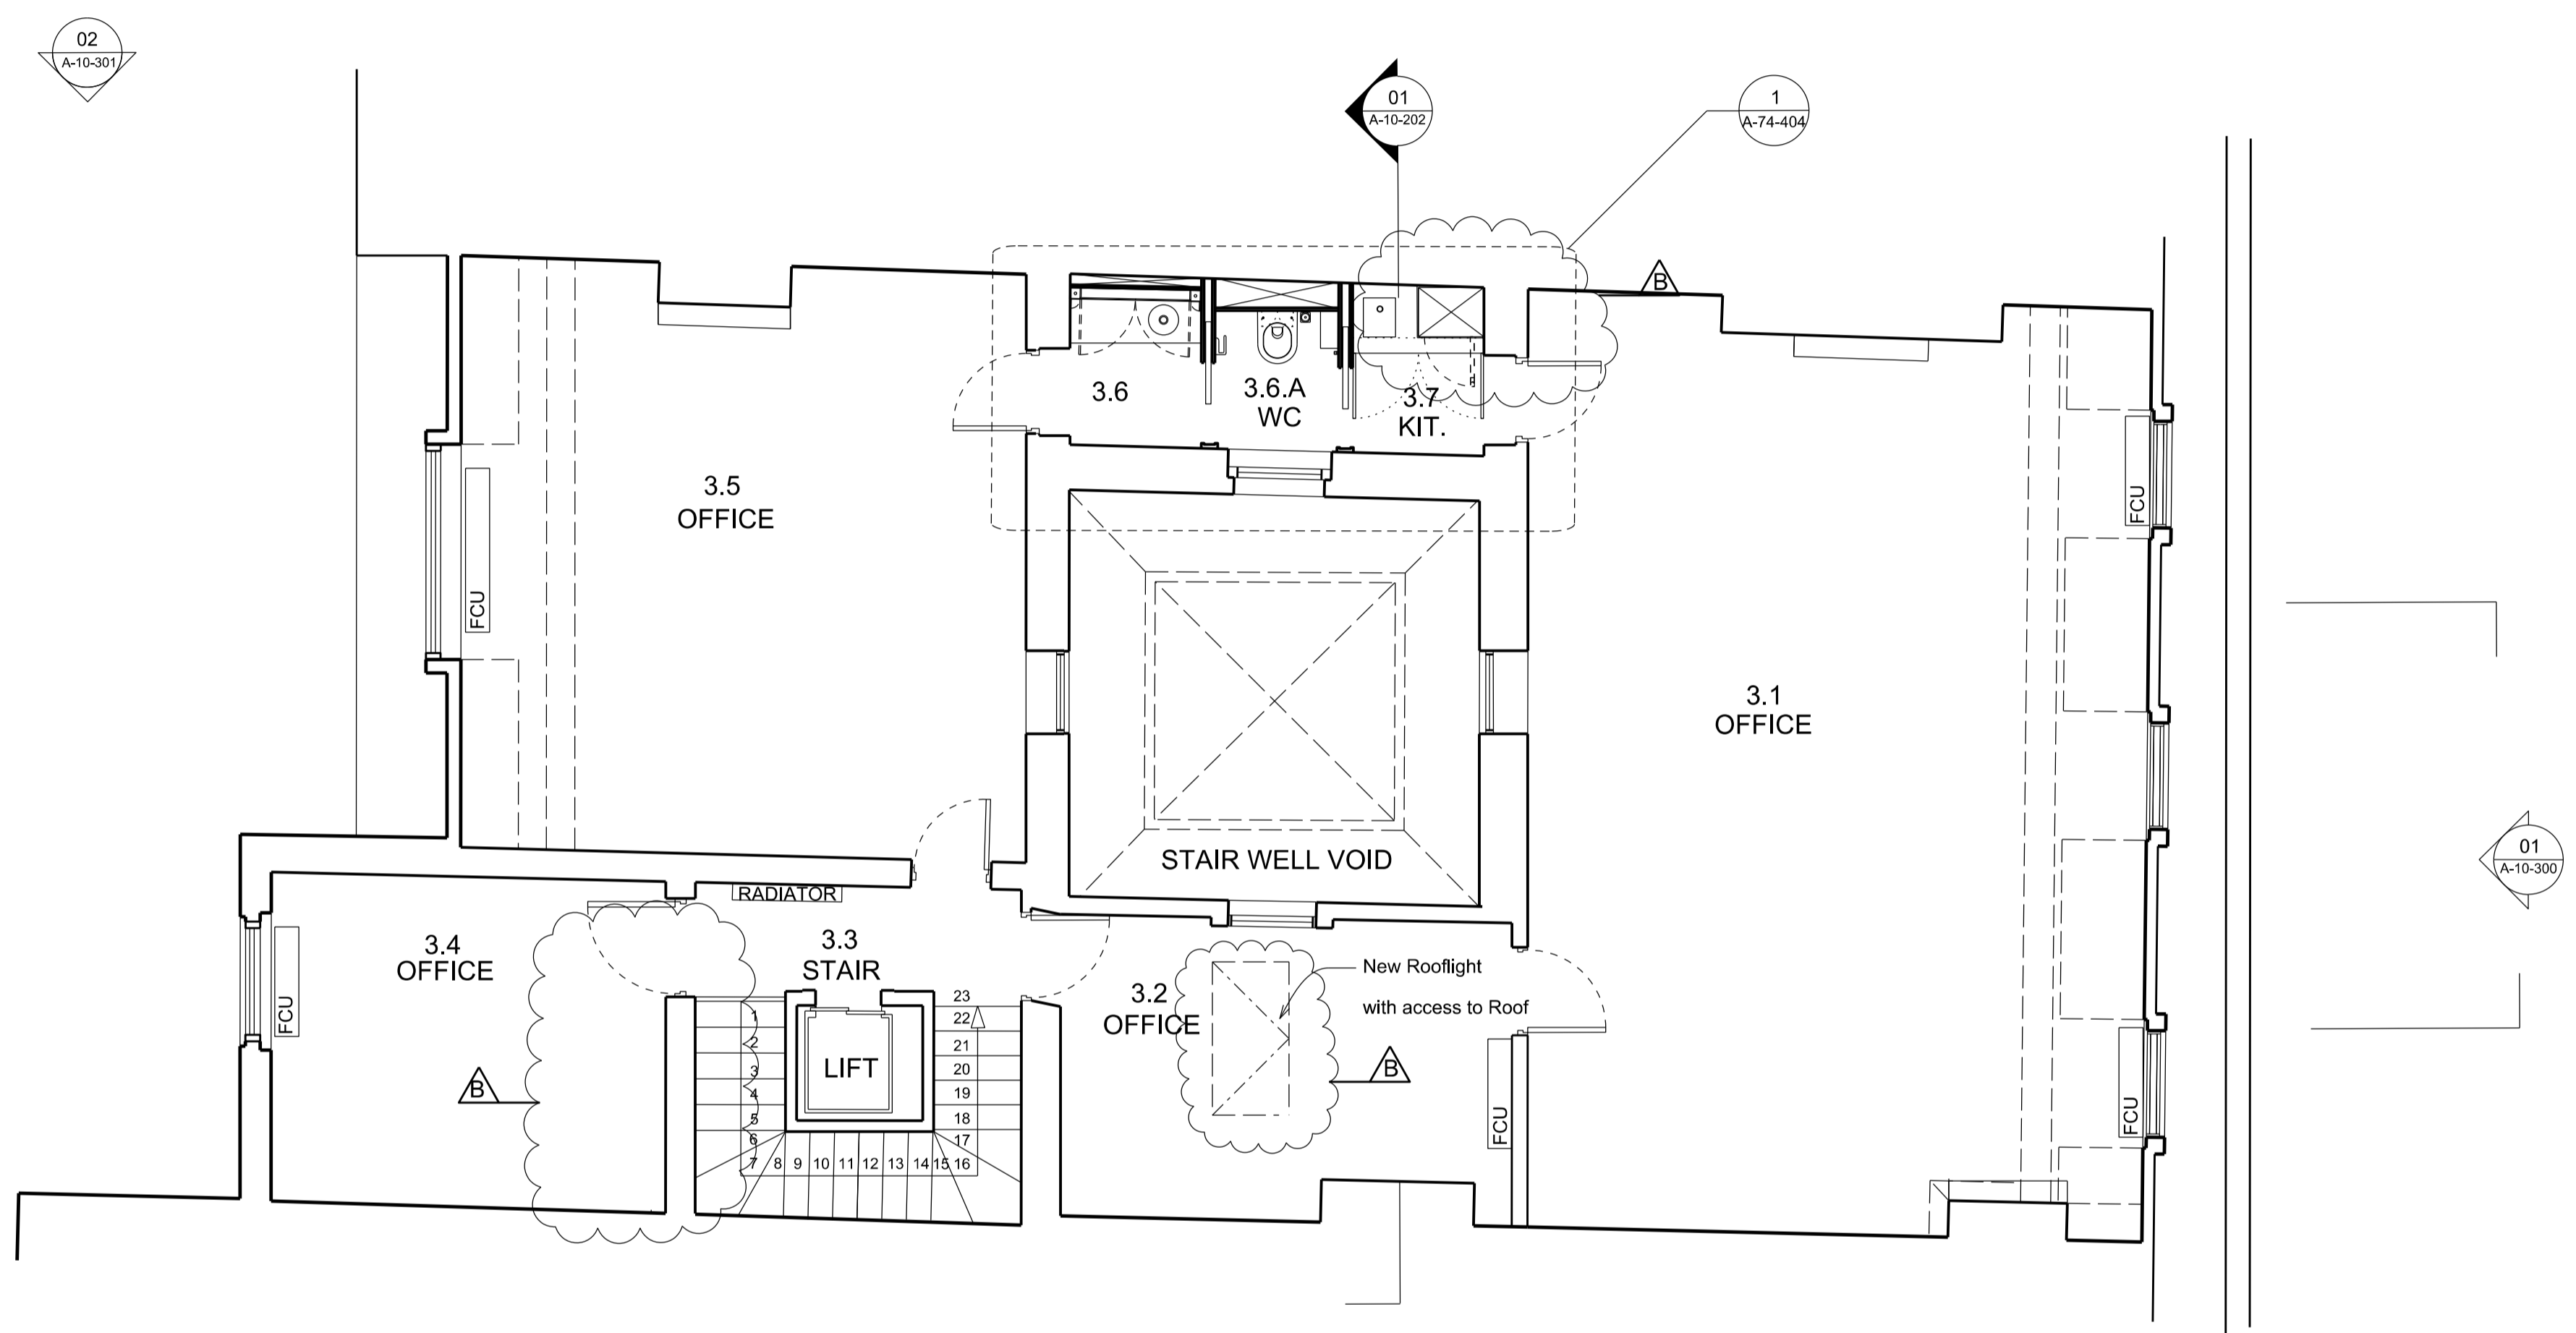 02
A-10-301
01
A-10-202
1
A-74-404
B
3.6
3.6.A
WC
3.7
KIT.
3.5
OFFICE
FCU
FCU
3.1
OFFICE
STAIR WELL VOID
01
A-10-300
RADIATOR
3.4
OFFICE
FCU
3.3
STAIR
3.2
OFFICE
New Rooflight
with access to Roof
LIFT
B
B
FCU
FCU
1
2
3
4
5
6
7
8
9
10
11
12
13
14
15
16
17
18
19
20
21
22
23